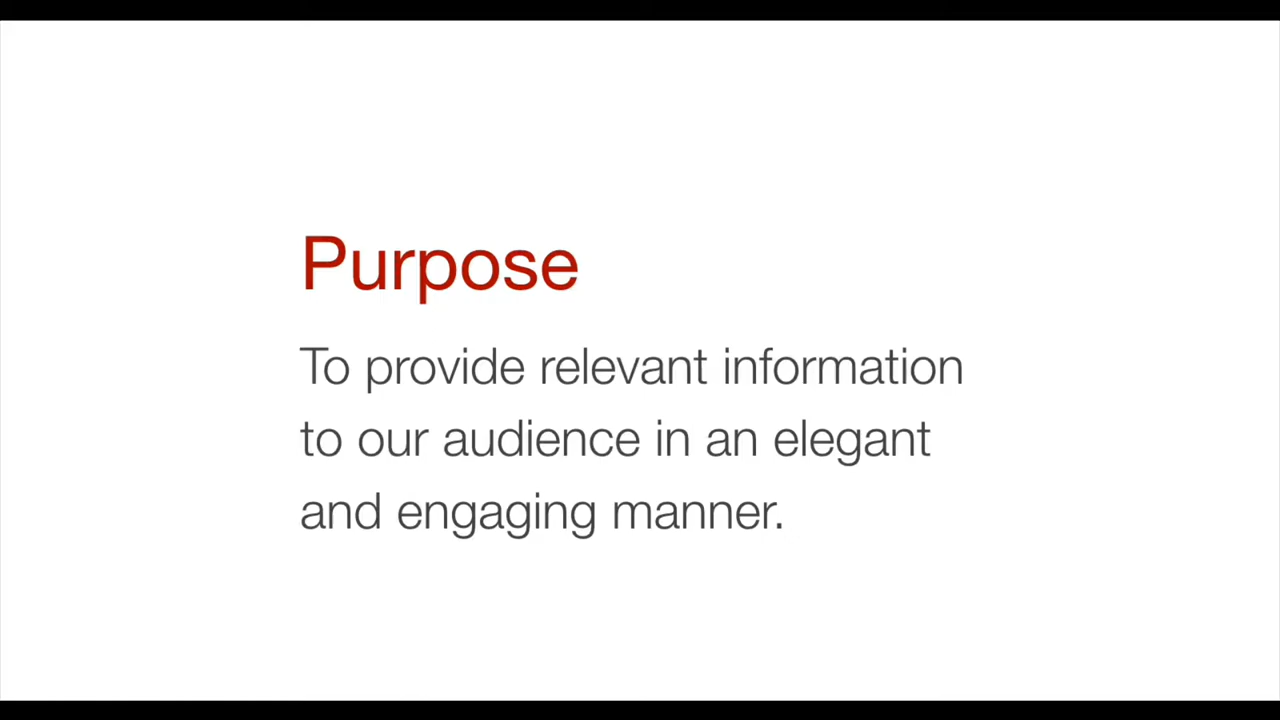 Purpose
To provide relevant information
to our audience in an elegant
and engaging manner.